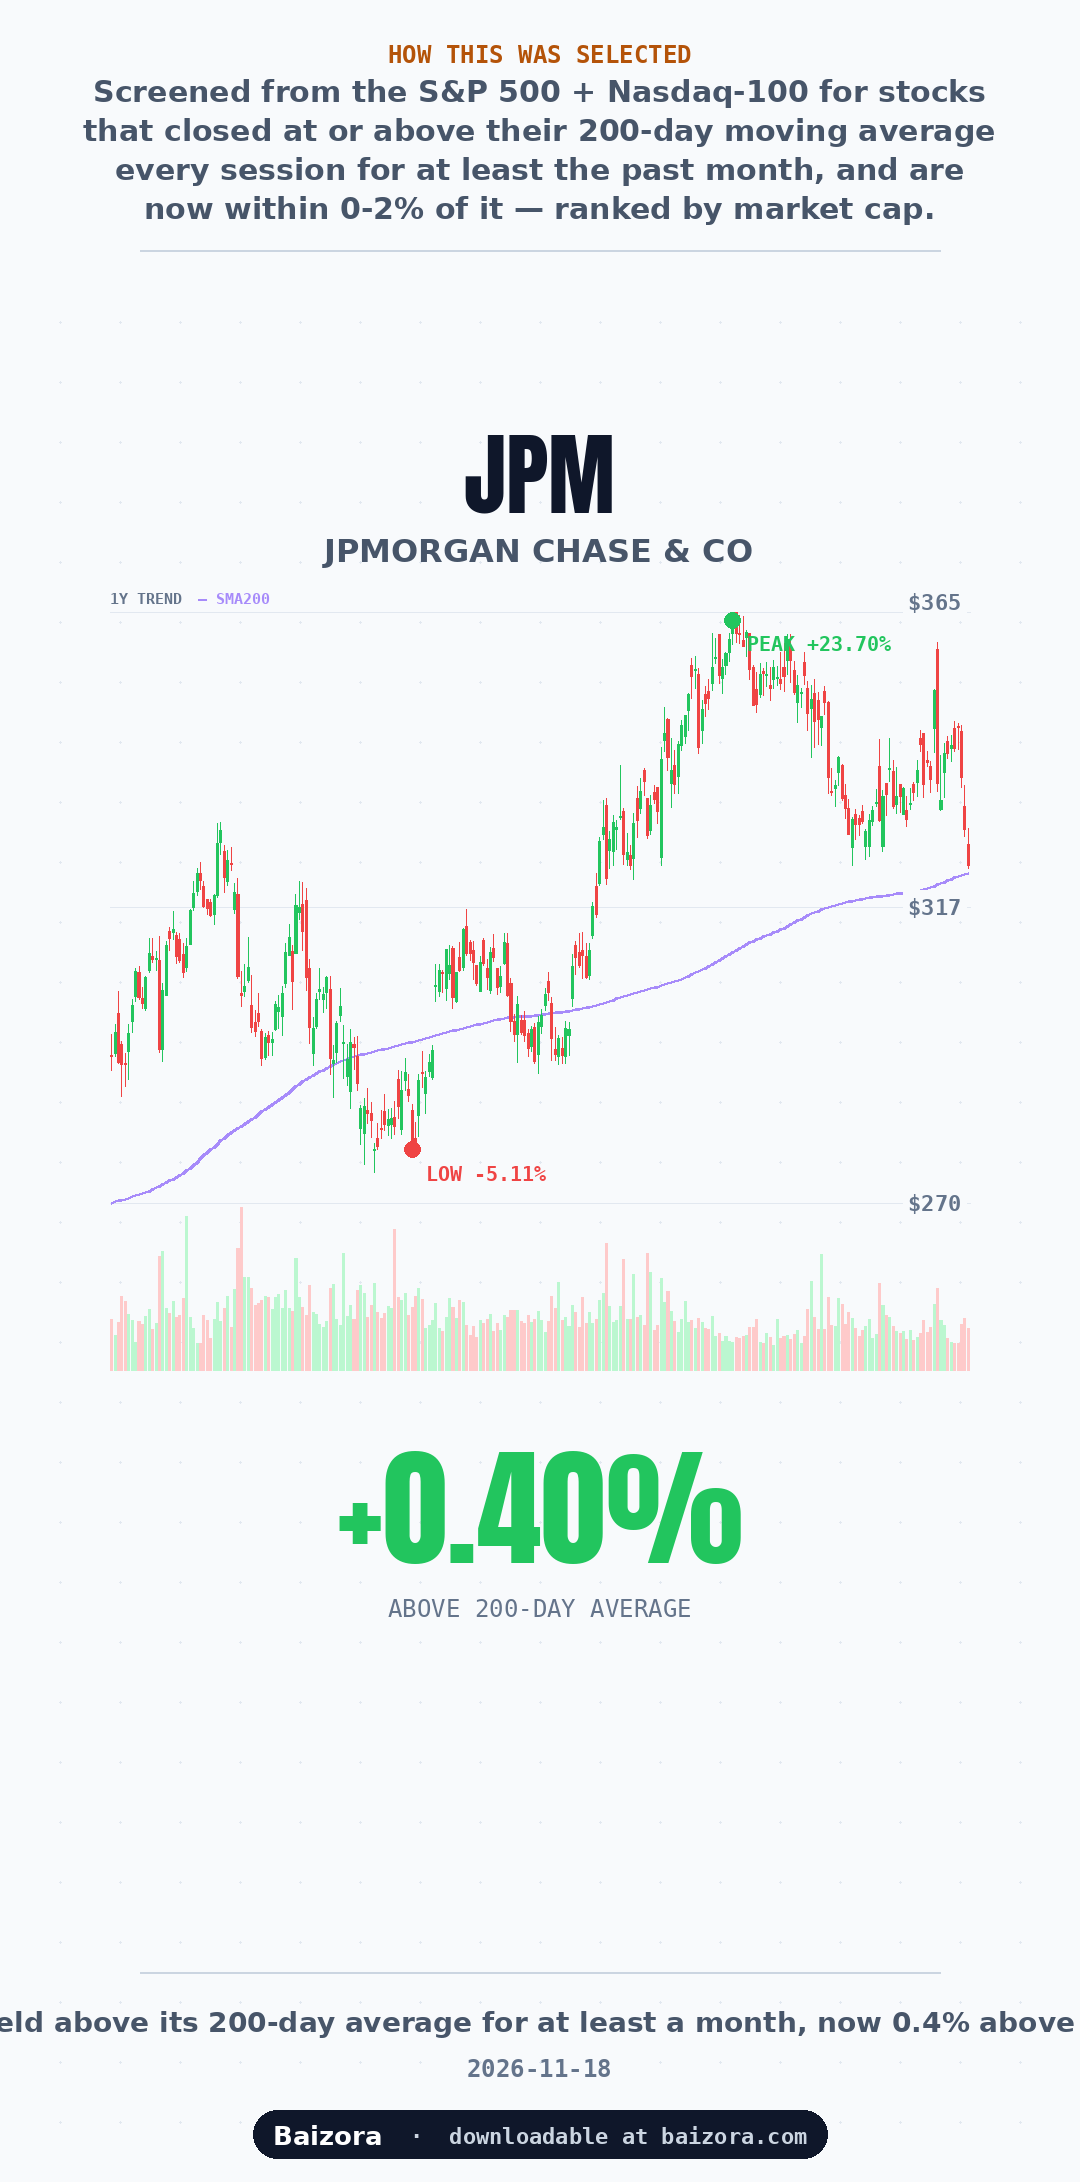 HOW THIS WAS SELECTED
Screened from the S&P 500 + Nasdaq-100 for stocks
that closed at or above their 200-day moving average
every session for at least the past month, and are
now within 0-2% of it — ranked by market cap.
JPM
JPMORGAN CHASE & CO
1Y TREND — SMA200
$365
PEAK +23.70%
$317
LOW -5.11%
$270
+0.40%
ABOVE 200-DAY AVERAGE
eld above its 200-day average for at least a month, now 0.4% above
2026-11-18
Baizora · downloadable at baizora.com